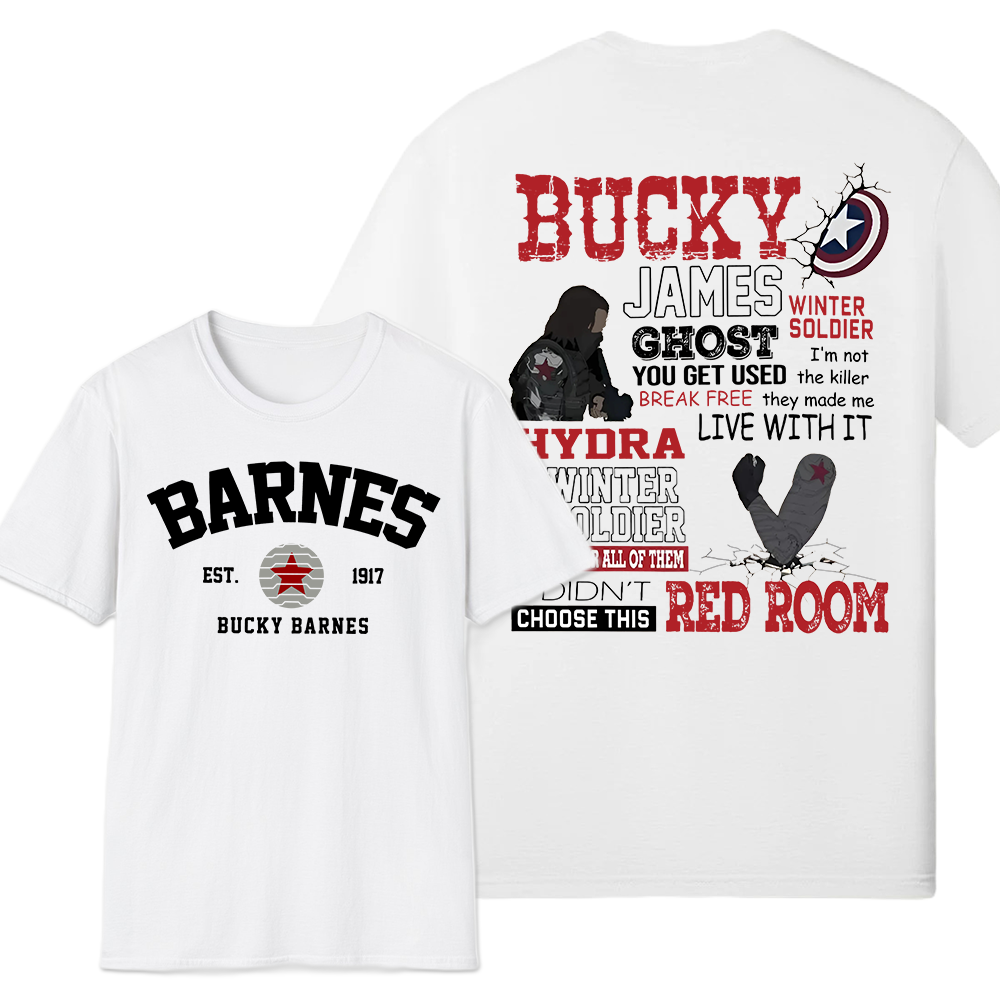 BARNES
EST. 1917
BUCKY BARNES
BUCKY
JAMES
WINTER
SOLDIER
GHOST
I'm not
YOU GET USED
the killer
BREAK FREE
they made me
LIVE WITH IT
HYDRA
WINTER
SOLDIER
ALL OF THEM
DIDN'T
CHOOSE THIS
RED ROOM